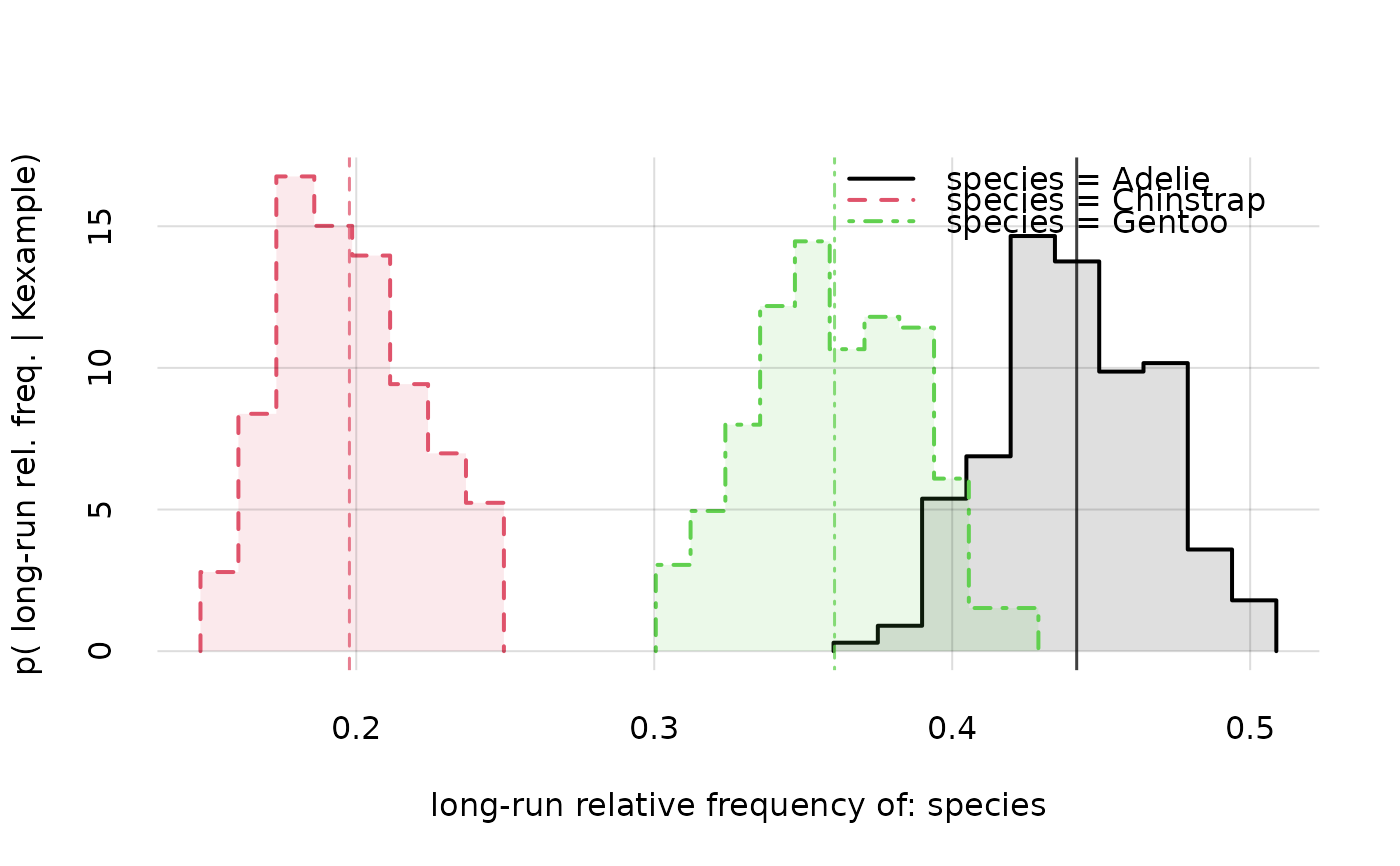 species = Adelie
species = Chinstrap
species = Gentoo
p( long-run rel. freq. | Kexample)
15
10
5
0
0.2 0.3 0.4 0.5
long-run relative frequency of: species